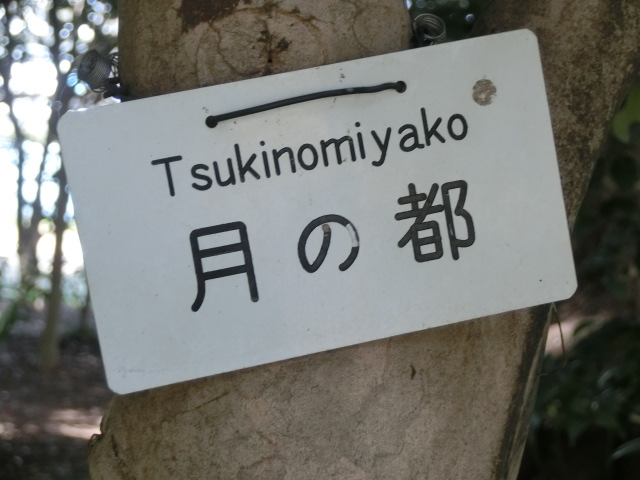 Tsukinomiyako
月の都